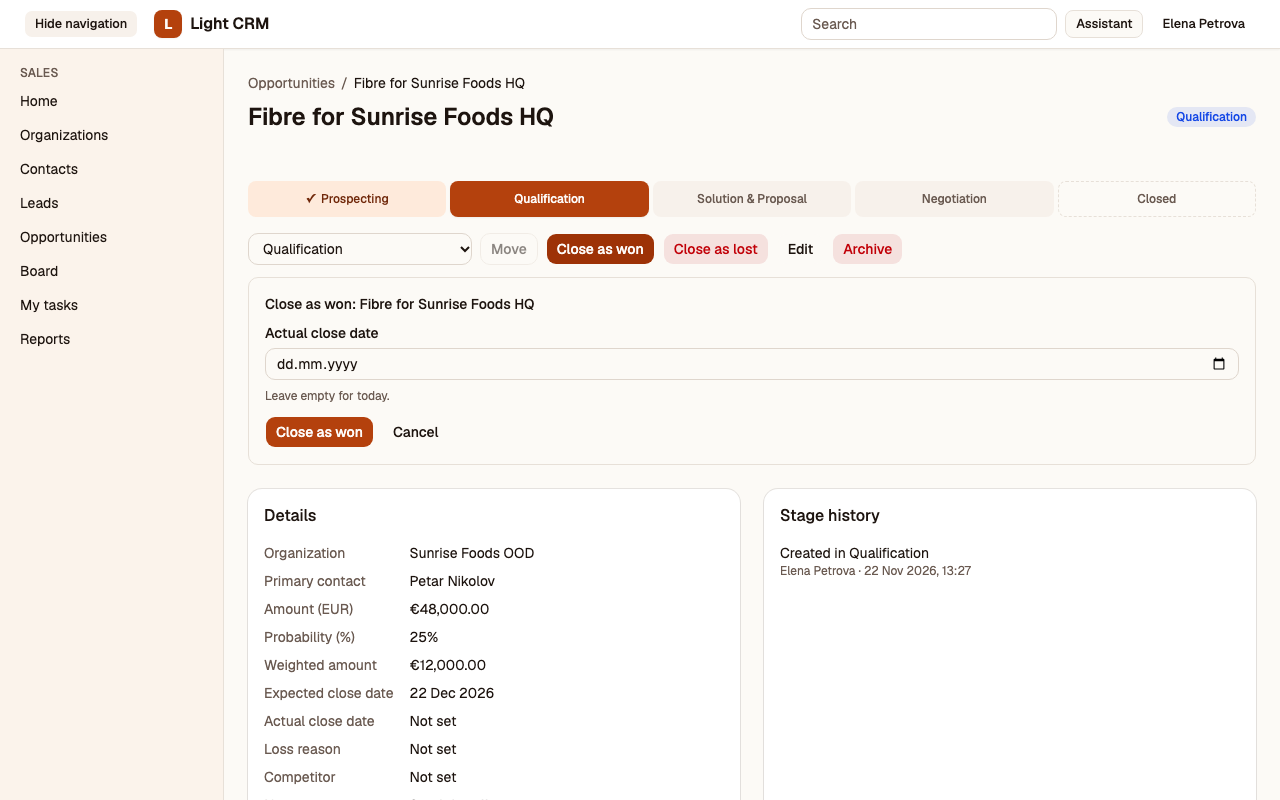 Hide navigation
L
Light CRM
Search
Assistant
Elena Petrova
SALES
Home
Organizations
Contacts
Leads
Opportunities
Board
My tasks
Reports
Opportunities / Fibre for Sunrise Foods HQ
Fibre for Sunrise Foods HQ
Qualification
✓ Prospecting
Qualification
Solution & Proposal
Negotiation
Closed
Qualification
Move
Close as won
Close as lost
Edit
Archive
Close as won: Fibre for Sunrise Foods HQ
Actual close date
dd.mm.yyyy
Leave empty for today.
Close as won
Cancel
Details
Organization Sunrise Foods OOD
Primary contact Petar Nikolov
Amount (EUR) €48,000.00
Probability (%) 25%
Weighted amount €12,000.00
Expected close date 22 Dec 2026
Actual close date Not set
Loss reason Not set
Competitor Not set
Stage history
Created in Qualification
Elena Petrova · 22 Nov 2026, 13:27